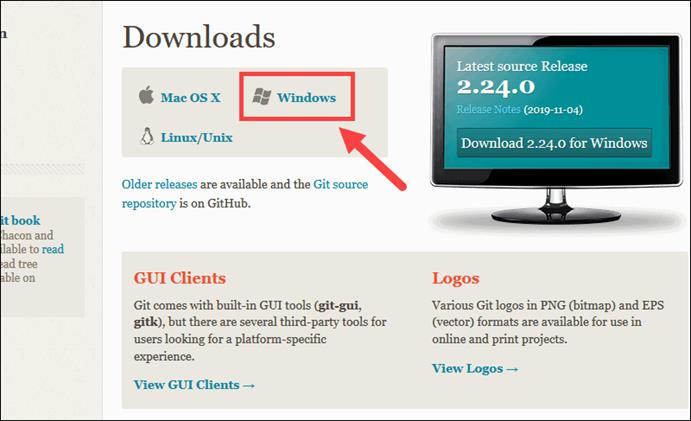 Downloads
Mac OS X
Windows
Linux/Unix
Older releases are available and the Git source
repository is on GitHub.
Latest source Release
2.24.0
Release Notes (2019-11-04)
Download 2.24.0 for Windows
it book
Chacon and
ilable to read
ead tree
able on
GUI Clients
Git comes with built-in GUI tools (git-gui,
gitk), but there are several third-party tools for
users looking for a platform-specific
experience.
View GUI Clients →
Logos
Various Git logos in PNG (bitmap) and EPS
(vector) formats are available for use in
online and print projects.
View Logos →